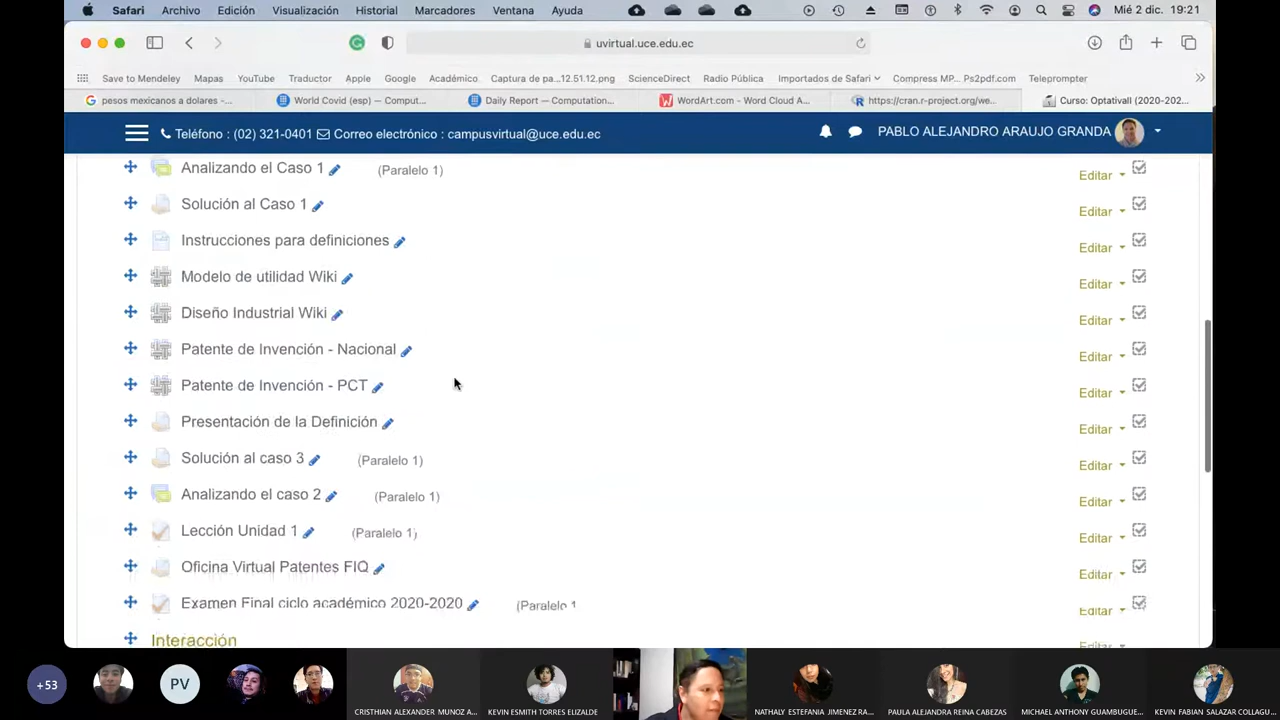 Safari Archivo Edición Visualización Historial Marcadores Ventana Ayuda Mié 2 dic. 19:21
uvirtual.uce.edu.ec
Save to Mendeley Mapas YouTube Traductor Apple Google Académico Captura de pa...12.51.12.png ScienceDirect Radio Pública Importados de Safari Compress MP... Ps2pdf.com Teleprompter
pesos mexicanos a dolares -... World Covid (esp) — Comput... Daily Report — Computation... WordArt.com - Word Cloud A... https://cran.r-project.org/we... Curso: OptativaII (2020-202...
Teléfono : (02) 321-0401 Correo electrónico : campusvirtual@uce.edu.ec PABLO ALEJANDRO ARAUJO GRANDA
Analizando el Caso 1 (Paralelo 1) Editar
Solución al Caso 1 Editar
Instrucciones para definiciones Editar
Modelo de utilidad Wiki Editar
Diseño Industrial Wiki Editar
Patente de Invención - Nacional Editar
Patente de Invención - PCT Editar
Presentación de la Definición Editar
Solución al caso 3 (Paralelo 1) Editar
Analizando el caso 2 (Paralelo 1) Editar
Lección Unidad 1 (Paralelo 1) Editar
Oficina Virtual Patentes FIQ Editar
Examen Final ciclo académico 2020-2020 (Paralelo 1 Editar
Interacción Editar
+53 PV CRISTHIAN ALEXANDER MUNOZ A... KEVIN ESMITH TORRES ELIZALDE NATHALY ESTEFANIA JIMENEZ RA... PAULA ALEJANDRA REINA CABEZAS MICHAEL ANTHONY GUAMBUGUE... KEVIN FABIAN SALAZAR COLLAGU...